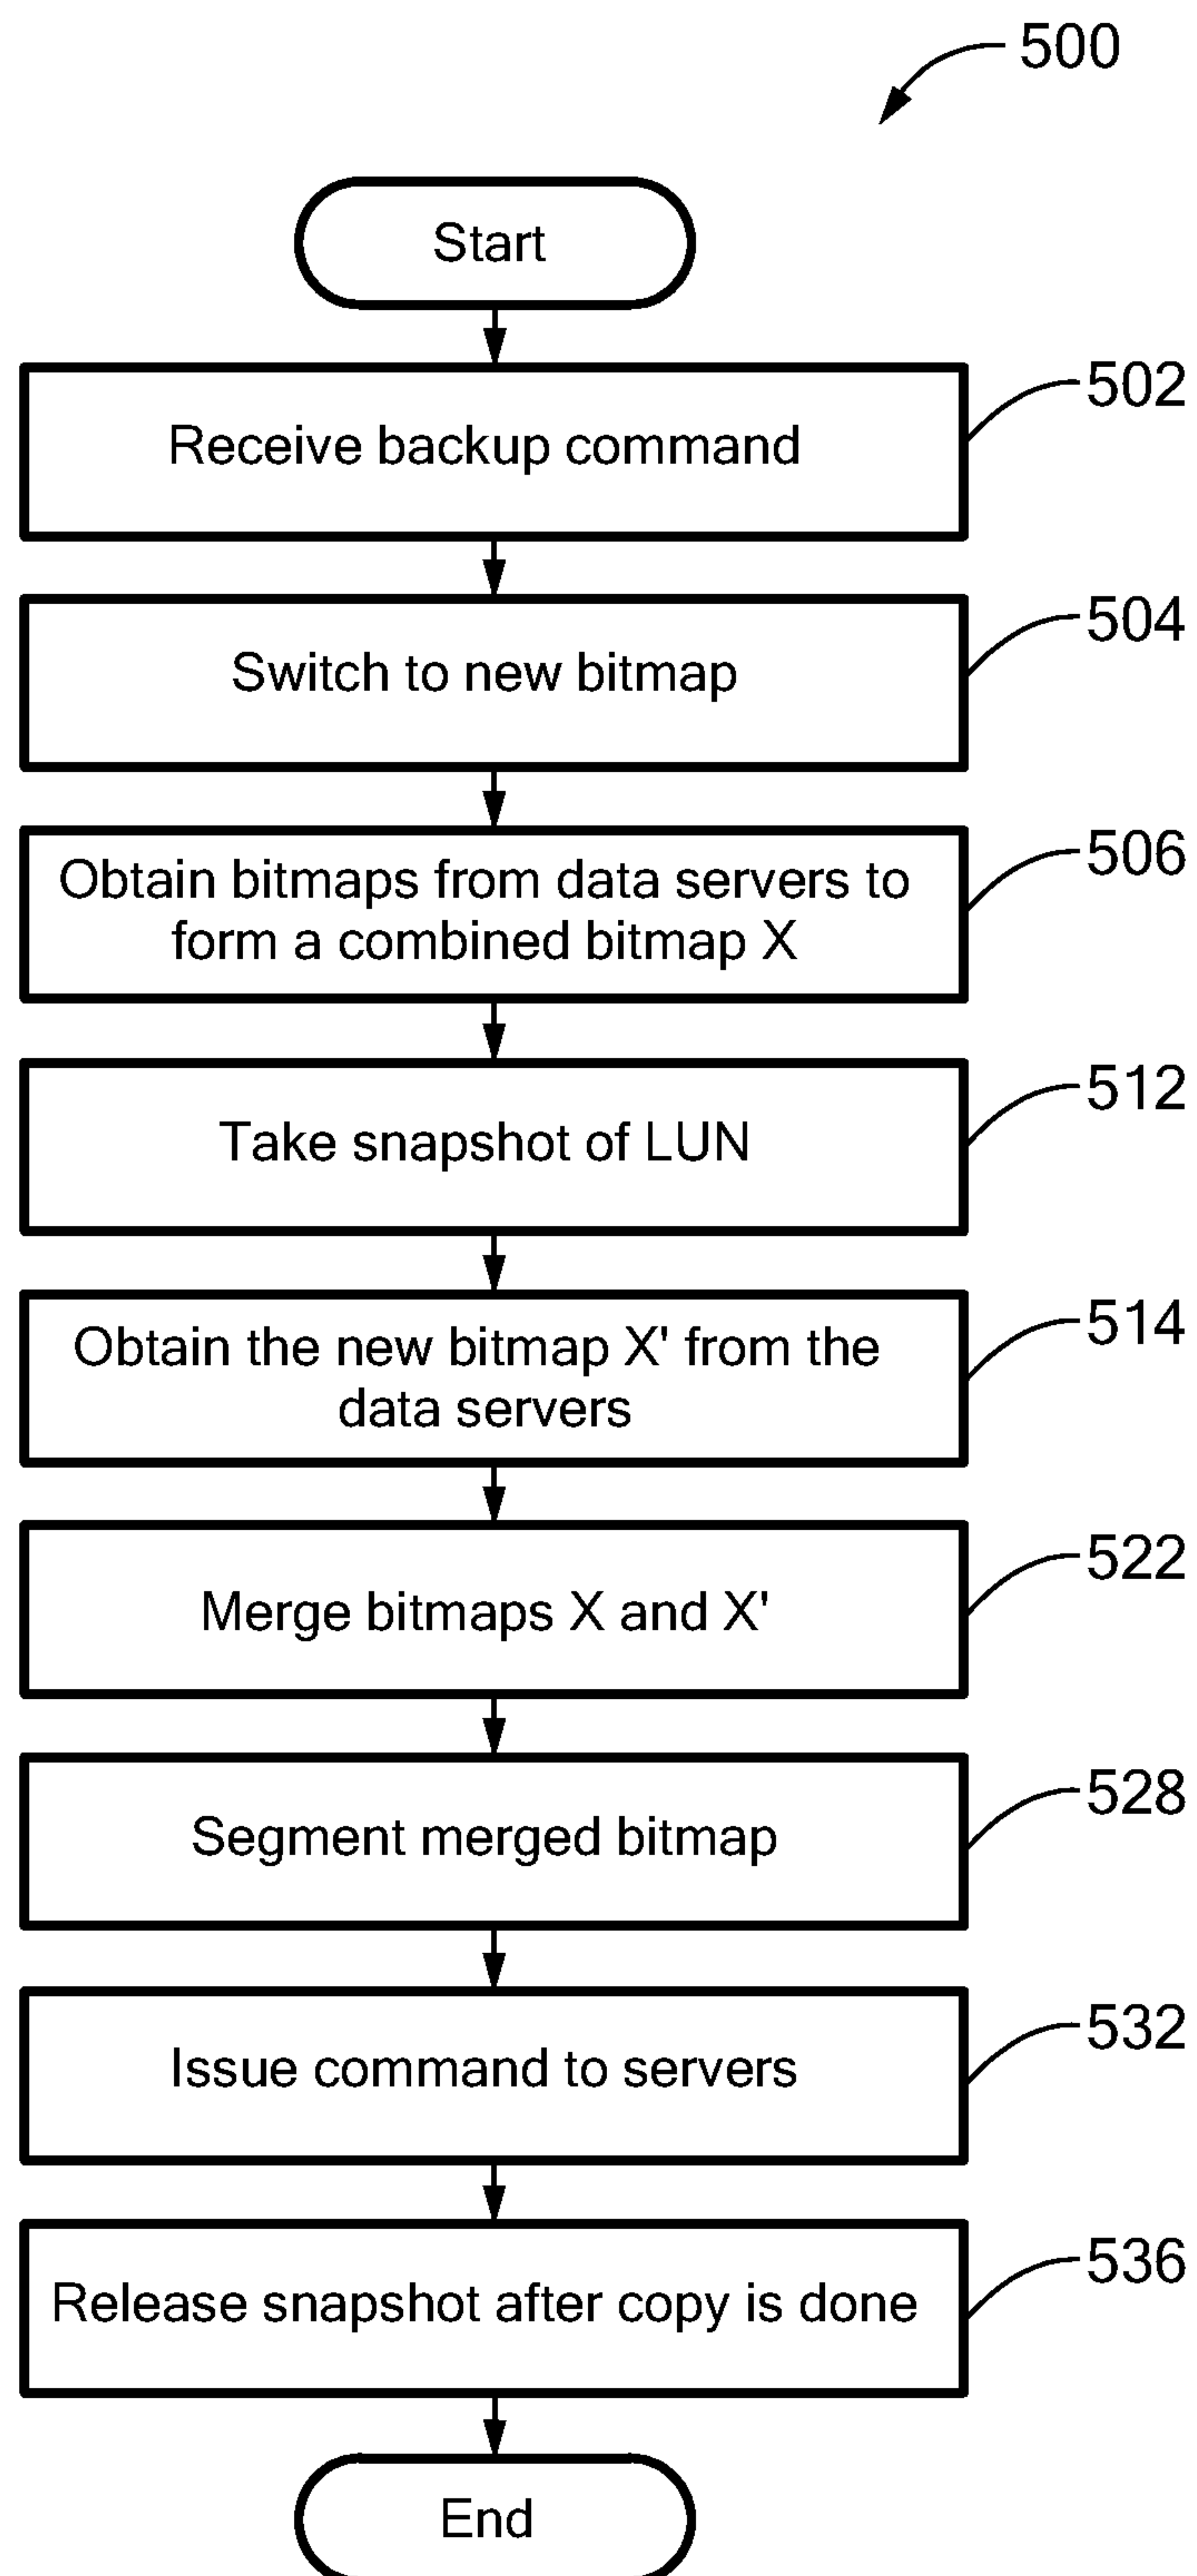 500
Start
Receive backup command
502
Switch to new bitmap
504
Obtain bitmaps from data servers to
form a combined bitmap X
506
Take snapshot of LUN
512
Obtain the new bitmap X' from the
data servers
514
Merge bitmaps X and X'
522
Segment merged bitmap
528
Issue command to servers
532
Release snapshot after copy is done
536
End